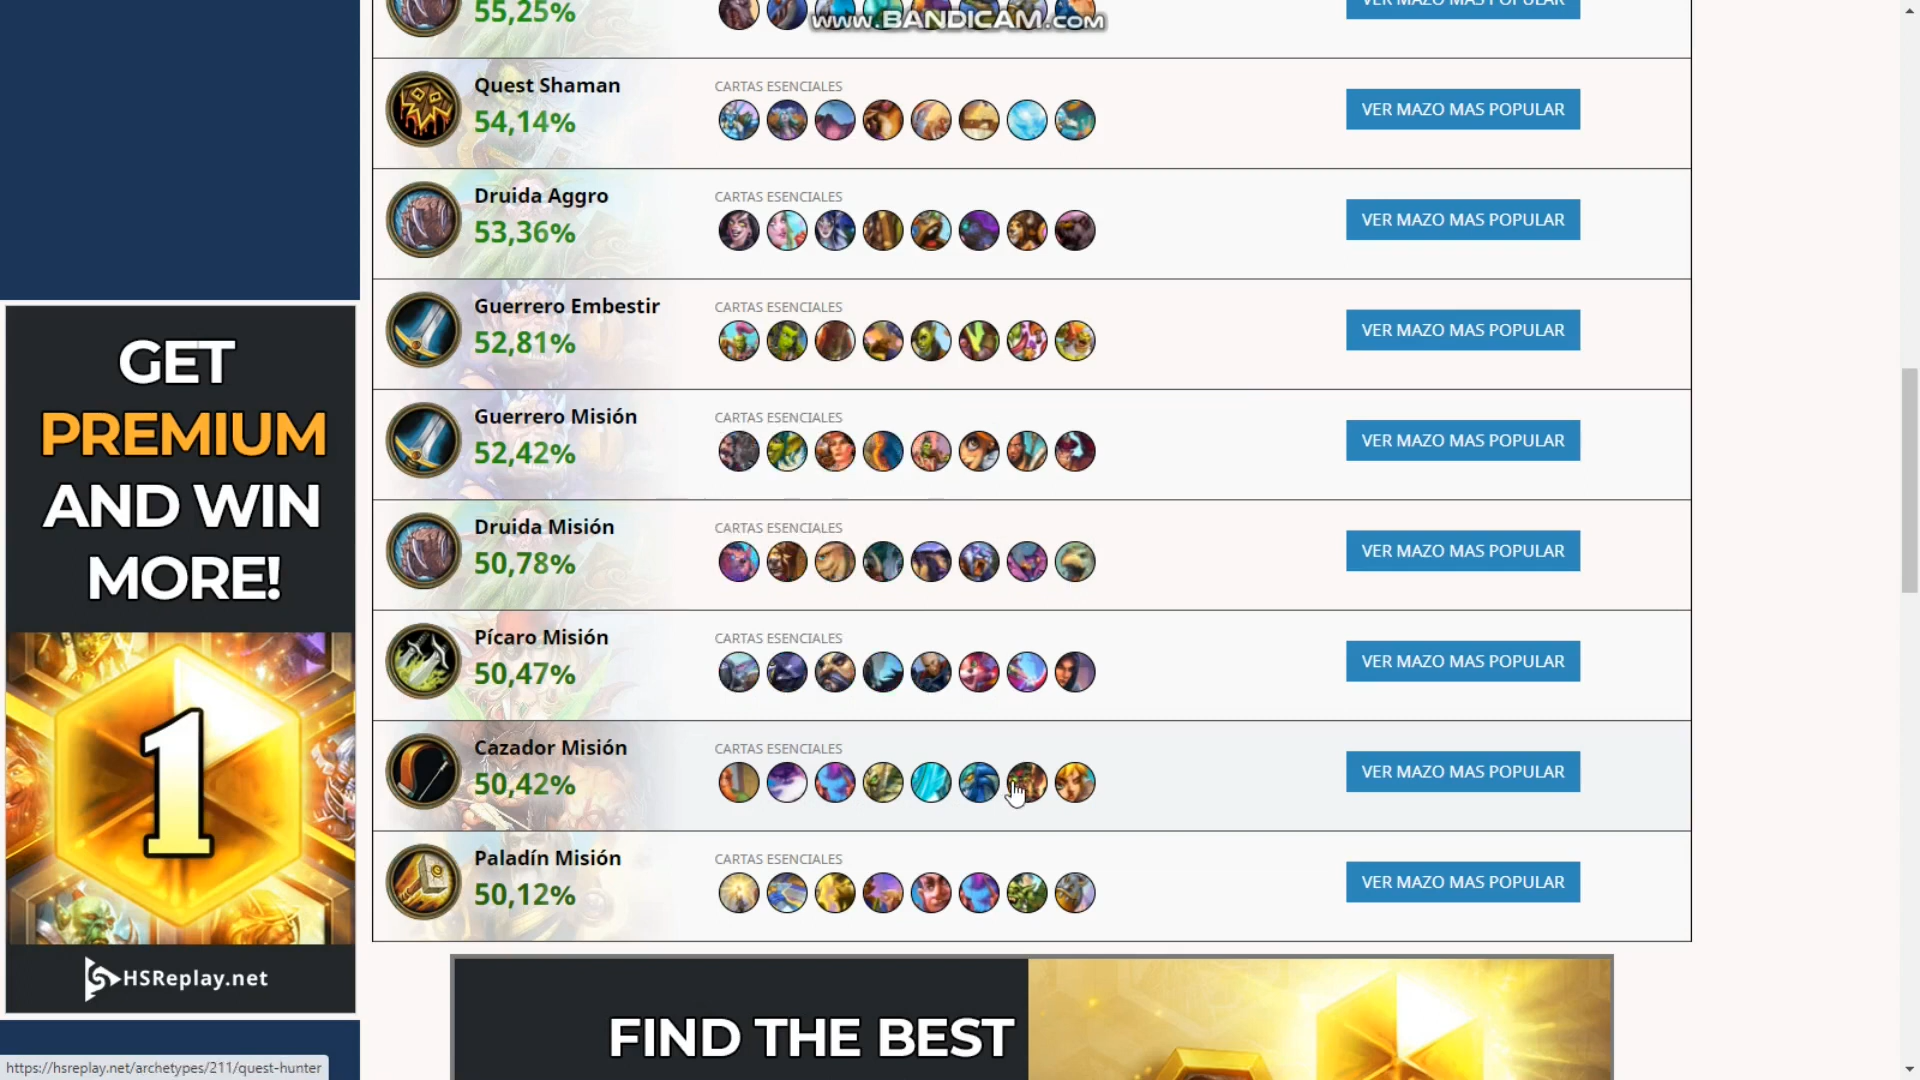 55,25%
www.BANDICAM.com
VER MAZO MAS POPULAR
Quest Shaman
54,14%
CARTAS ESENCIALES
VER MAZO MAS POPULAR
Druida Aggro
53,36%
CARTAS ESENCIALES
VER MAZO MAS POPULAR
Guerrero Embestir
52,81%
CARTAS ESENCIALES
VER MAZO MAS POPULAR
Guerrero Misión
52,42%
CARTAS ESENCIALES
VER MAZO MAS POPULAR
Druida Misión
50,78%
CARTAS ESENCIALES
VER MAZO MAS POPULAR
Pícaro Misión
50,47%
CARTAS ESENCIALES
VER MAZO MAS POPULAR
Cazador Misión
50,42%
CARTAS ESENCIALES
VER MAZO MAS POPULAR
Paladín Misión
50,12%
CARTAS ESENCIALES
VER MAZO MAS POPULAR
GET
PREMIUM
AND WIN
MORE!
1
HSReplay.net
FIND THE BEST
https://hsreplay.net/archetypes/211/quest-hunter